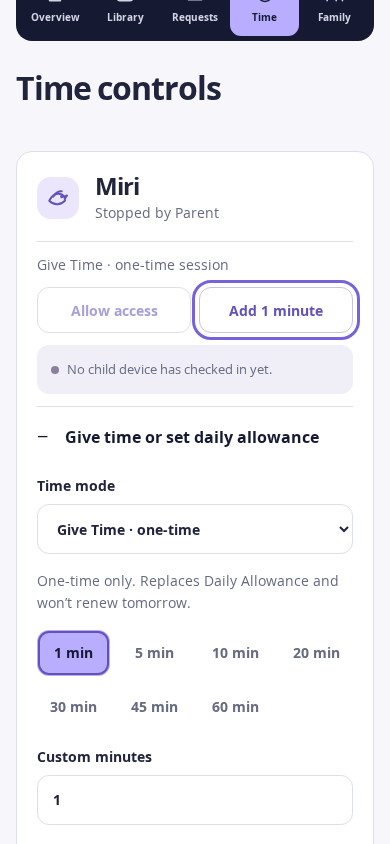 Overview Library Requests Time Family
Time controls
Miri
Stopped by Parent
Give Time · one-time session
Allow access Add 1 minute
No child device has checked in yet.
− Give time or set daily allowance
Time mode
Give Time · one-time
One-time only. Replaces Daily Allowance and
won’t renew tomorrow.
1 min 5 min 10 min 20 min
30 min 45 min 60 min
Custom minutes
1